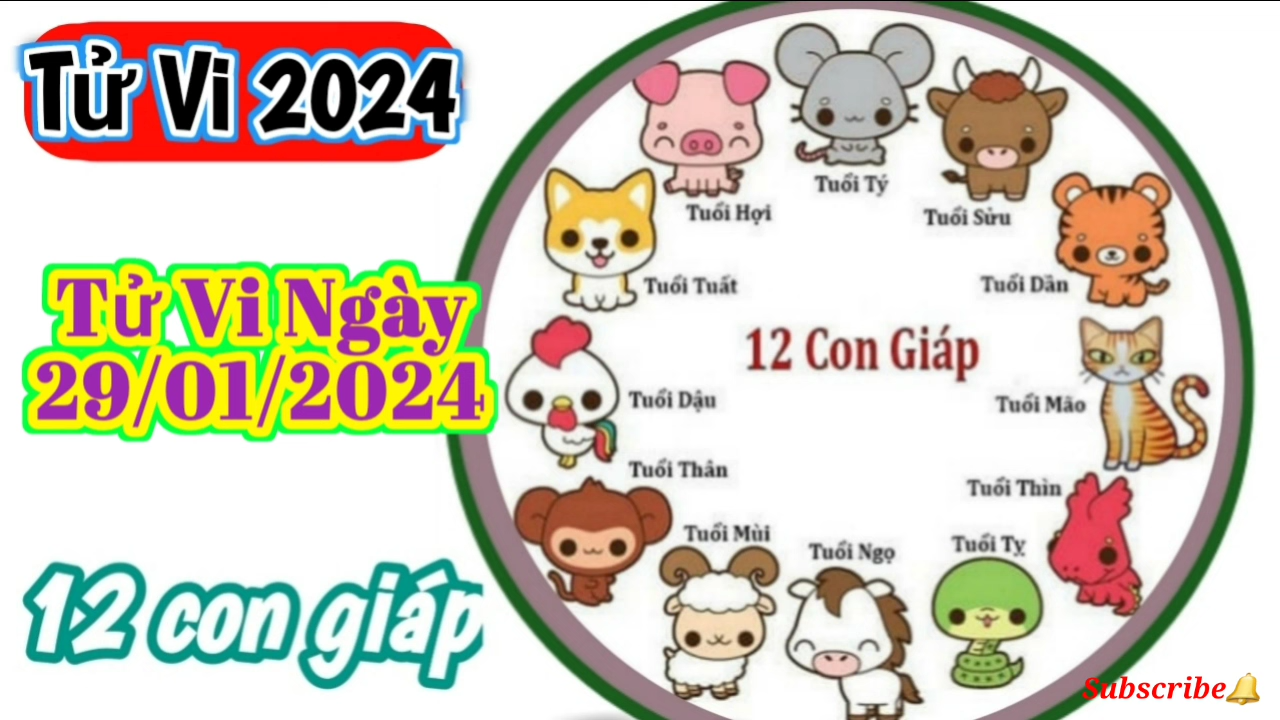 Tử Vi 2024
Tử Vi Ngày
29/01/2024
12 con giáp
Tuổi Tý
Tuổi Hợi
Tuổi Sửu
Tuổi Tuất
Tuổi Dần
12 Con Giáp
Tuổi Dậu
Tuổi Mão
Tuổi Thân
Tuổi Thìn
Tuổi Mùi
Tuổi Ngọ
Tuổi Tỵ
Subscribe